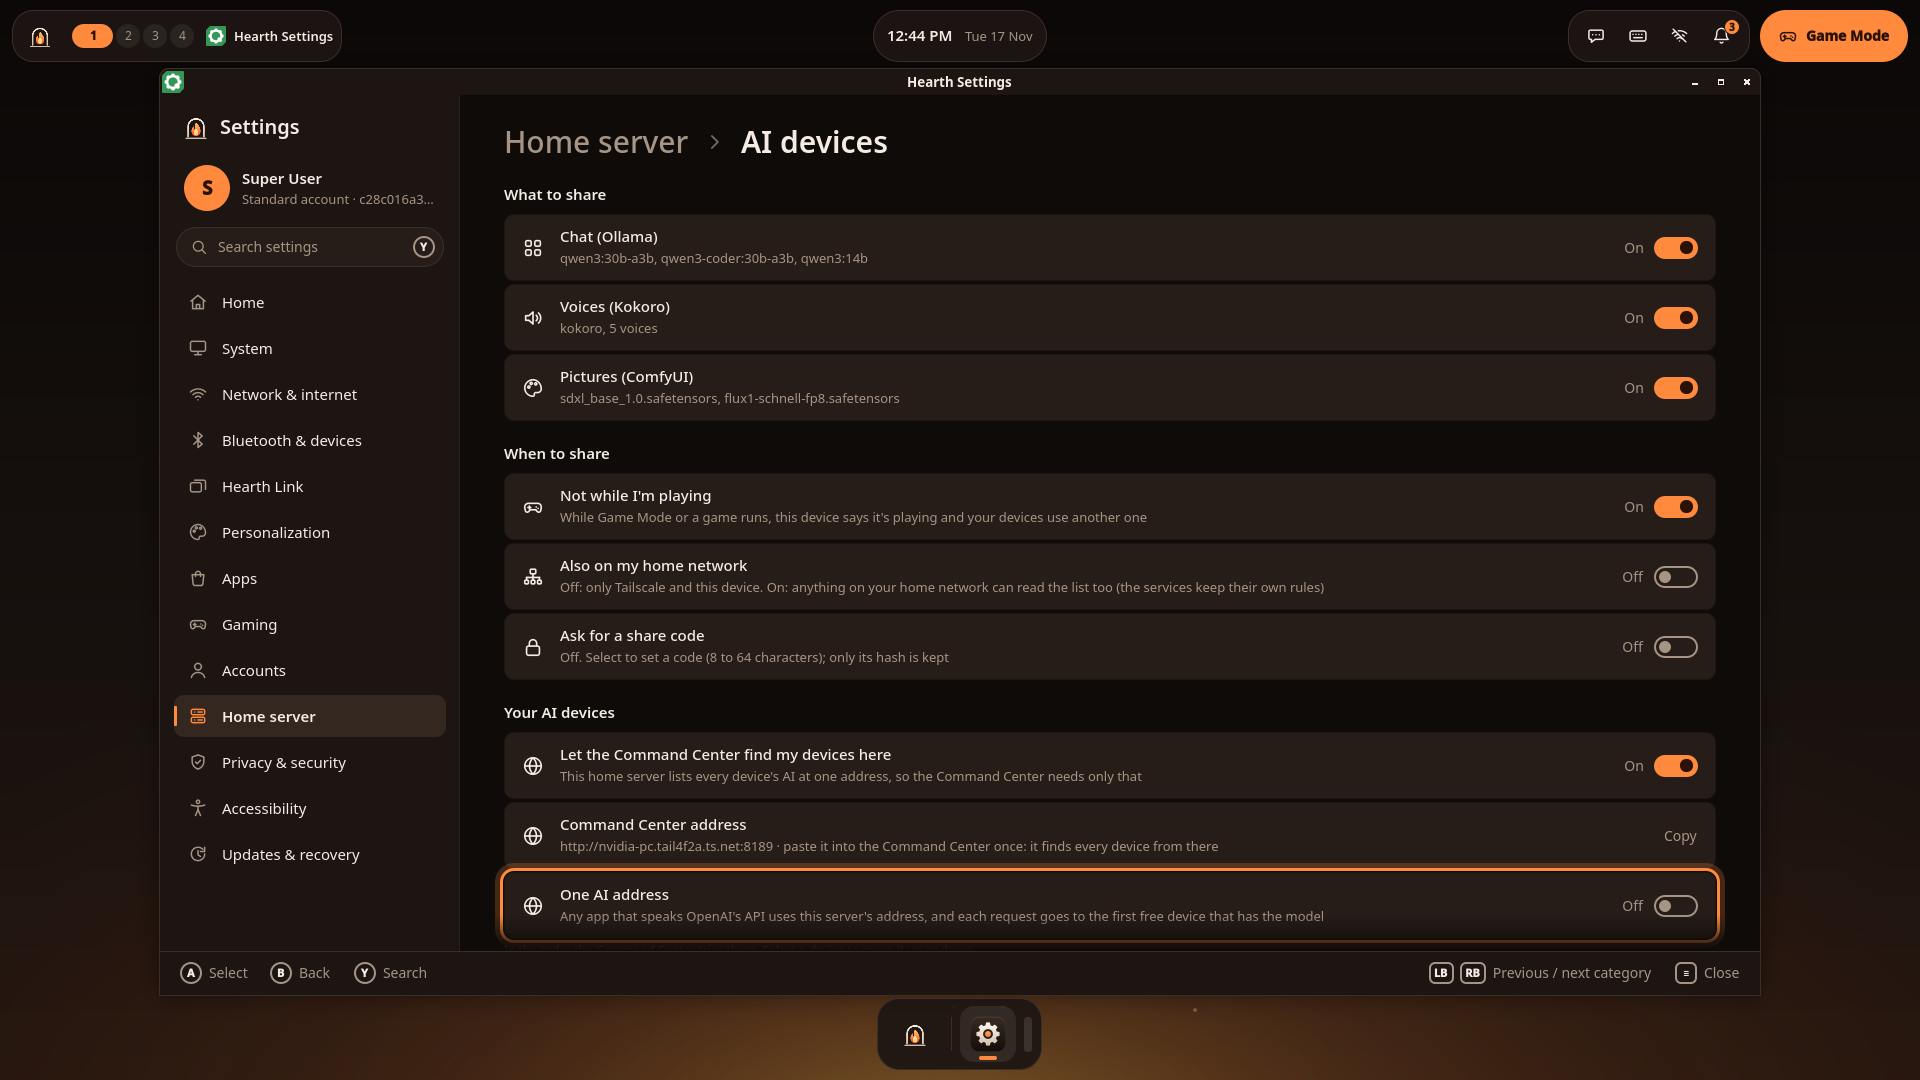 1 2 3 4 Hearth Settings
12:44 PM Tue 17 Nov
3
Game Mode
Hearth Settings
Settings
S
Super User
Standard account · c28c016a3...
Search settings Y
Home
System
Network & internet
Bluetooth & devices
Hearth Link
Personalization
Apps
Gaming
Accounts
Home server
Privacy & security
Accessibility
Updates & recovery
Home server > AI devices
What to share
Chat (Ollama)
qwen3:30b-a3b, qwen3-coder:30b-a3b, qwen3:14b
On
Voices (Kokoro)
kokoro, 5 voices
On
Pictures (ComfyUI)
sdxl_base_1.0.safetensors, flux1-schnell-fp8.safetensors
On
When to share
Not while I'm playing
While Game Mode or a game runs, this device says it's playing and your devices use another one
On
Also on my home network
Off: only Tailscale and this device. On: anything on your home network can read the list too (the services keep their own rules)
Off
Ask for a share code
Off. Select to set a code (8 to 64 characters); only its hash is kept
Off
Your AI devices
Let the Command Center find my devices here
This home server lists every device's AI at one address, so the Command Center needs only that
On
Command Center address
http://nvidia-pc.tail4f2a.ts.net:8189 · paste it into the Command Center once: it finds every device from there
Copy
One AI address
Any app that speaks OpenAI's API uses this server's address, and each request goes to the first free device that has the model
Off
A Select B Back Y Search
LB RB Previous / next category Close